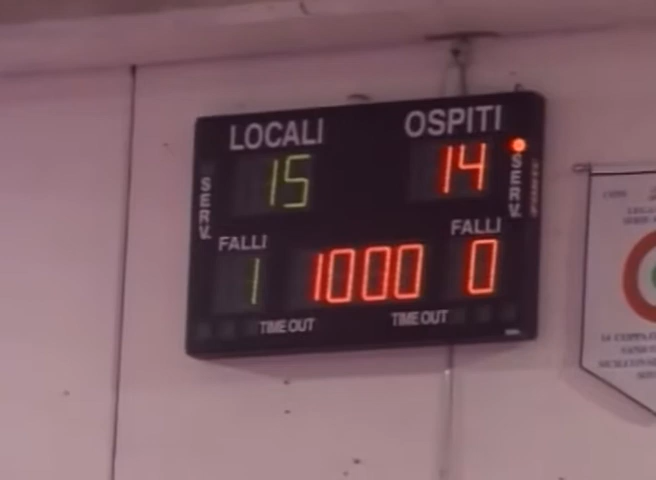 LOCALI OSPITI
15 14
SERV. SERV.
FALLI FALLI
1 1000 0
TIME OUT TIME OUT